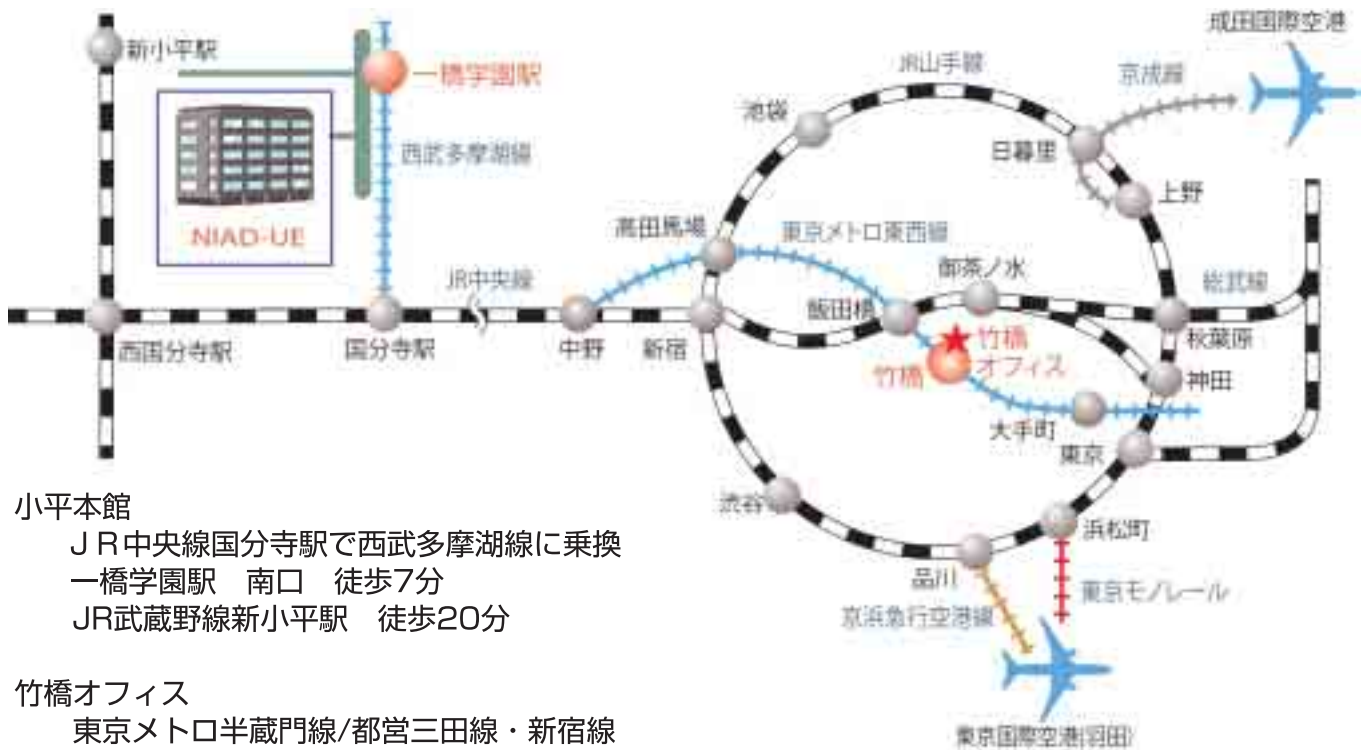 成田国際空港
新小平駅
一橋学園駅
JR山手線
京成線
池袋
日暮里
西武多摩湖線
上野
NIAD-UE
高田馬場
東京メトロ東西線
JR中央線
御茶ノ水
総武線
飯田橋
西国分寺駅
国分寺駅
中野
新宿
竹橋
オフィス
秋葉原
竹橋
神田
大手町
東京
渋谷
浜松町
品川
東京モノレール
京浜急行空港線
東京国際空港(羽田)
小平本館
JR中央線国分寺駅で西武多摩湖線に乗換
一橋学園駅 南口 徒歩7分
JR武蔵野線新小平駅 徒歩20分
竹橋オフィス
東京メトロ半蔵門線/都営三田線・新宿線